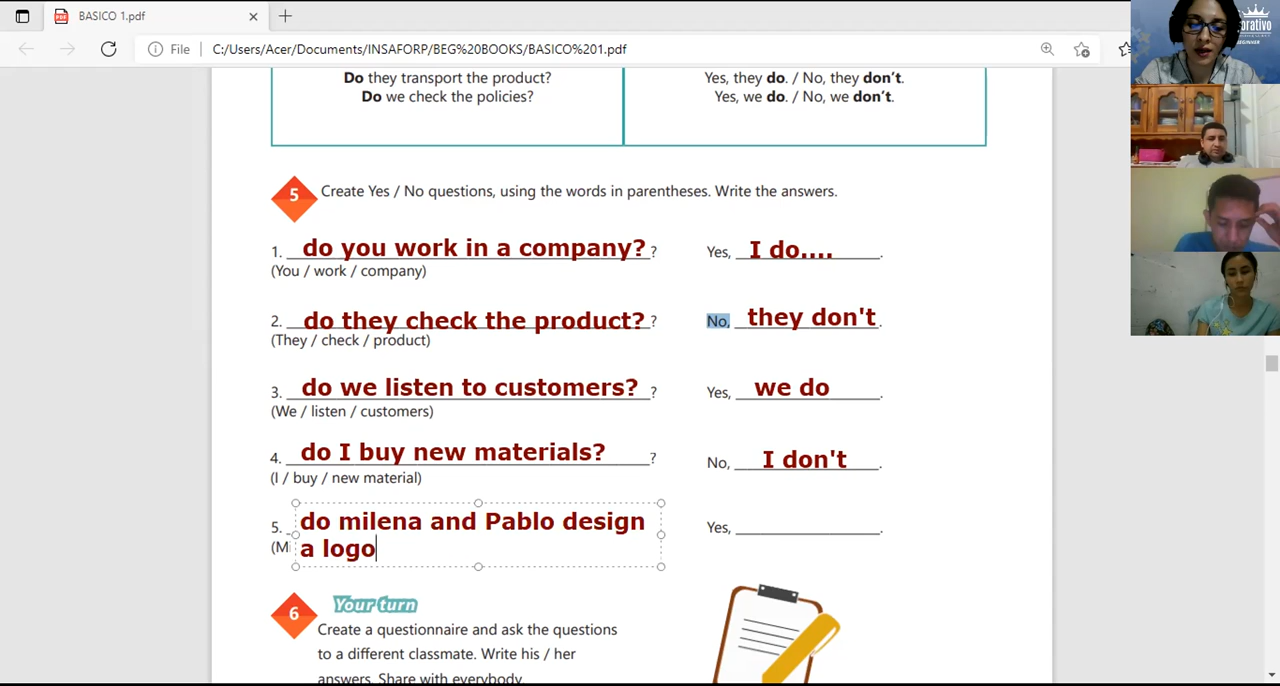 BASICO 1.pdf
File
C:/Users/Acer/Documents/INSAFORP/BEG%20BOOKS/BASICO%201.pdf
orativo
BEGINNER
Do they transport the product?
Yes, they do. / No, they don't.
Do we check the policies?
Yes, we do. / No, we don't.
5 Create Yes / No questions, using the words in parentheses. Write the answers.
1. do you work in a company? ?
Yes, I do.... .
(You / work / company)
2. do they check the product? ?
No, they don't .
(They / check / product)
3. do we listen to customers? ?
Yes, we do .
(We / listen / customers)
4. do I buy new materials? ?
No, I don't .
(I / buy / new material)
5. do milena and Pablo design
Yes, .
(Mi a logo
6 Your turn
Create a questionnaire and ask the questions
to a different classmate. Write his / her
answers. Share with everybody.